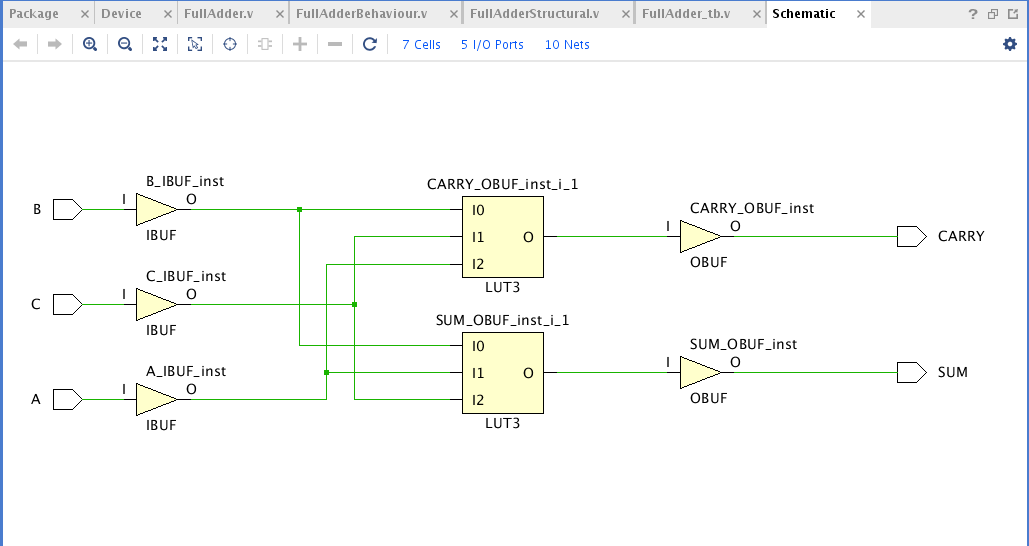 Package × Device × FullAdder.v × FullAdderBehaviour.v × FullAdderStructural.v × FullAdder_tb.v × Schematic × ?
7 Cells 5 I/O Ports 10 Nets
B_IBUF_inst
CARRY_OBUF_inst_i_1
B I O I0 CARRY_OBUF_inst
IBUF I1 O I O CARRY
C_IBUF_inst I2 OBUF
C I O LUT3
IBUF SUM_OBUF_inst_i_1
I0 SUM_OBUF_inst
A_IBUF_inst I1 O I O SUM
A I O I2 OBUF
IBUF LUT3